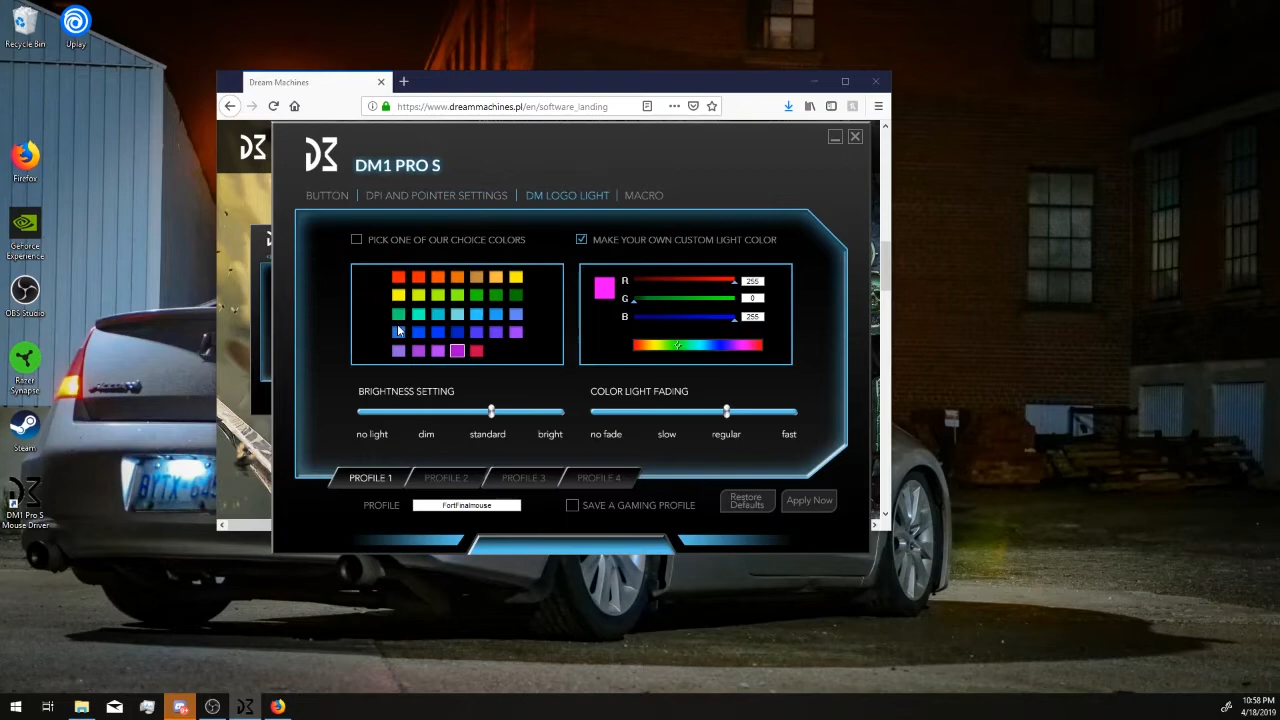 Recycle Bin
Uplay
Firefox
GeForce
Experience
OBS Studio
Razer
Synapse
Steam
DM1 Pro S
Mouse Driver
Dream Machines
https://www.dreammachines.pl/en/software_landing
DM1 PRO S
BUTTON
DPI AND POINTER SETTINGS
DM LOGO LIGHT
MACRO
PICK ONE OF OUR CHOICE COLORS
MAKE YOUR OWN CUSTOM LIGHT COLOR
R 255
G 0
B 255
BRIGHTNESS SETTING
COLOR LIGHT FADING
no light dim standard bright
no fade slow regular fast
PROFILE 1 PROFILE 2 PROFILE 3 PROFILE 4
PROFILE FortFinalmouse
SAVE A GAMING PROFILE
Restore
Defaults
Apply Now
10:58 PM
4/18/2019